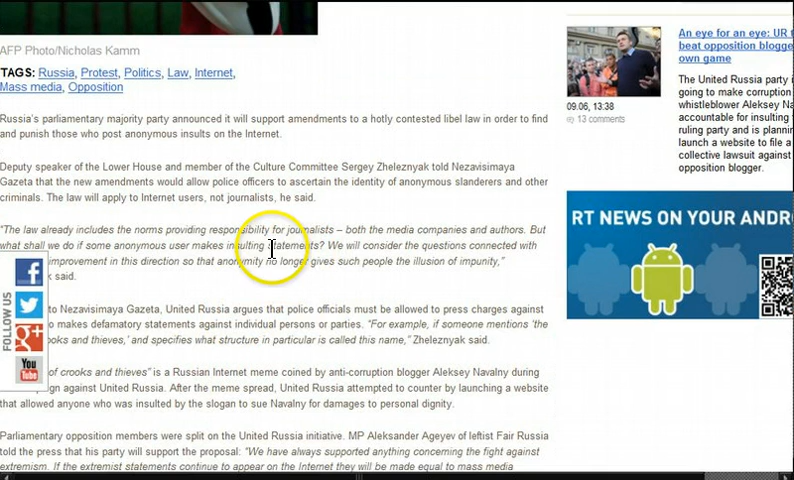 AFP Photo/Nicholas Kamm
TAGS: Russia, Protest, Politics, Law, Internet,
Mass media, Opposition
Russia's parliamentary majority party announced it will support amendments to a hotly contested libel law in order to find
and punish those who post anonymous insults on the Internet.
Deputy speaker of the Lower House and member of the Culture Committee Sergey Zheleznyak told Nezavisimaya
Gazeta that the new amendments would allow police officers to ascertain the identity of anonymous slanderers and other
criminals. The law will apply to Internet users, not journalists, he said.
“The law already includes the norms providing responsibility for journalists – both the media companies and authors. But
what shall we do if some anonymous user makes insulting statements? We will consider the questions connected with
improvement in this direction so that anonymity no longer gives such people the illusion of impunity,”
k said.
to Nezavisimaya Gazeta, United Russia argues that police officials must be allowed to press charges against
o makes defamatory statements against individual persons or parties. “For example, if someone mentions ‘the
ooks and thieves,’ and specifies what structure in particular is called this name,” Zheleznyak said.
of crooks and thieves” is a Russian Internet meme coined by anti-corruption blogger Aleksey Navalny during
ign against United Russia. After the meme spread, United Russia attempted to counter by launching a website
that allowed anyone who was insulted by the slogan to sue Navalny for damages to personal dignity.
Parliamentary opposition members were split on the United Russia initiative. MP Aleksander Ageyev of leftist Fair Russia
told the press that his party will support the proposal: “We have always supported anything concerning the fight against
extremism. If the extremist statements continue to appear on the Internet they will be made equal to mass media
FOLLOW US
You
Tube
An eye for an eye: UR t
beat opposition blogge
own game
09.06, 13:38
13 comments
The United Russia party i
going to make corruption
whistleblower Aleksey Na
accountable for insulting
ruling party and is plannin
launch a website to file a
collective lawsuit against
opposition blogger.
RT NEWS ON YOUR ANDR